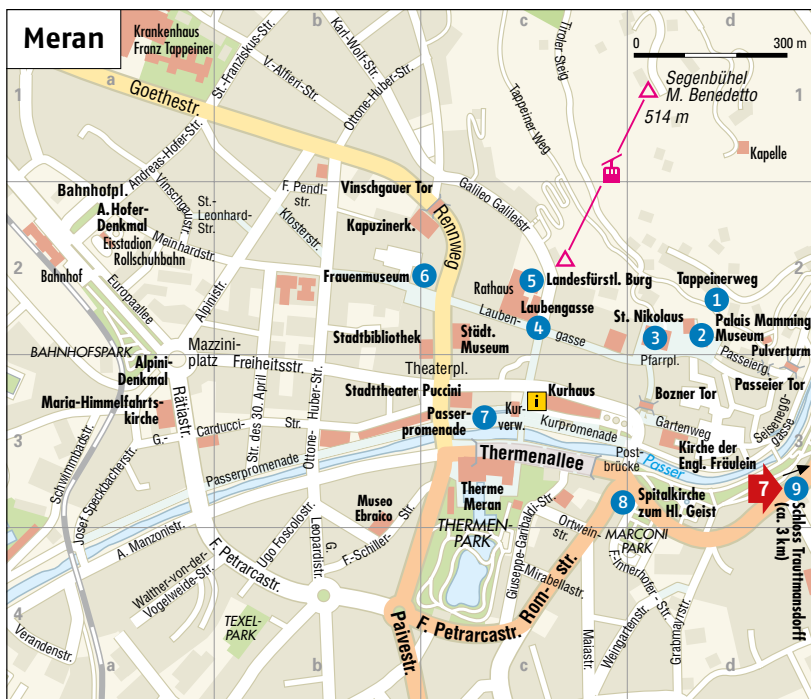 Meran
Krankenhaus
Franz Tappeiner
St.-Franziskus-Str.
V.-Alfieri-Str.
Karl-Wolf-Str.
Ottone-Huber-Str.
Goethestr.
a
b
c
d
Tiroler Steig
Tappeiner Weg
0
300 m
Segenbühel
M. Benedetto
514 m
Kapelle
1
1
Andreas-Hofer-Str.
Bahnhofpl.
A.Hofer-
Denkmal
Eisstadion
Rollschuhbahn
Vinschgaustr.
St.-
Leonhard-
Str.
Meinhardstr.
F. Pendl-
str.
Klosterstr.
Vinschgauer Tor
Kapuzinerk.
Rennweg
Galileo Galileistr.
2
2
Bahnhof
Europaallee
Alpinistr.
Frauenmuseum
6
Rathaus
5
Landesfürstl. Burg
Laubengasse
4
Lauben-
gasse
Tappeinerweg
1
St. Nikolaus
3
Pfarrpl.
2
Palais Mamming
Museum
Pulverturm
Passeierg.
BAHNHOFSPARK
Mazzini-
platz
Freiheitsstr.
Stadtbibliothek
Städt.
Museum
Theaterpl.
Alpini-
Denkmal
Maria-Himmelfahrts-
kirche
Rätiastr.
G.-
Carducci-
Str.
Str. des 30. April
Ottone-
Huber-Str.
Stadttheater Puccini
Passer-
promenade
7
Kur-
verw.
i
Kurhaus
Kurpromenade
Bozner Tor
Passeier Tor
Seisenegg-
gasse
Gartenweg
3
3
Schwimmbadstr.
Josef Speckbacherstr.
Passerpromenade
Thermenallee
Post-
brücke
Passer
Kirche der
Engl. Fräulein
7
9
Schloss Trauttmansdorff
(ca. 3 km)
Museo
Ebraico
Therme
Meran
THERMEN-
PARK
8
Spitalkirche
zum Hl. Geist
MARCONI
PARK
A. Manzonistr.
Ugo Foscolostr.
G.
Leopardistr.
F.-Schiller-
Str.
Giuseppe-Garibaldi-Str.
Ortwein-
str.
Mirabellastr.
F.-Innerhofer-Str.
F. Petrarcastr.
Walther-von-der-
Vogelweide-Str.
TEXEL-
PARK
Verandenstr.
Paivestr.
F. Petrarcastr.
Rom-
str.
Maiastr.
Weingartenstr.
Grabmayrstr.
4
4
a
b
c
d